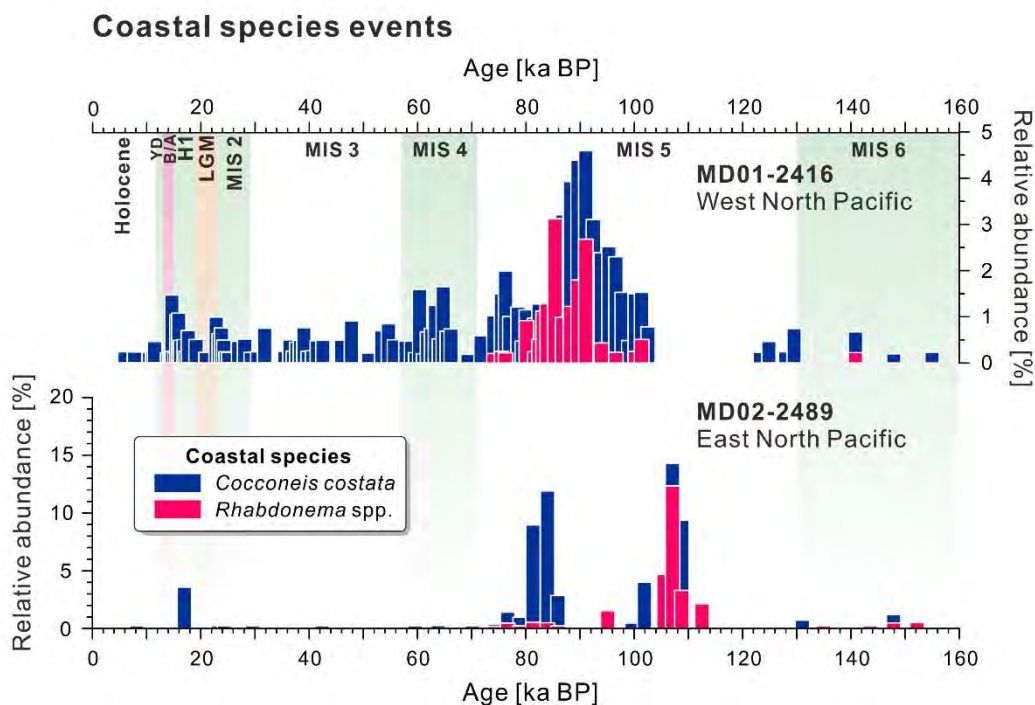 Coastal species events
Age [ka BP]
0 20 40 60 80 100 120 140 160
Holocene
YD
B/A
H1
LGM
MIS 2
MIS 3
MIS 4
MIS 5
MIS 6
MD01-2416
West North Pacific
5
4
3
2
1
0
Relative abundance [%]
MD02-2489
East North Pacific
20
15
10
5
0
Relative abundance [%]
Coastal species
Cocconeis costata
Rhabdonema spp.
0 20 40 60 80 100 120 140 160
Age [ka BP]